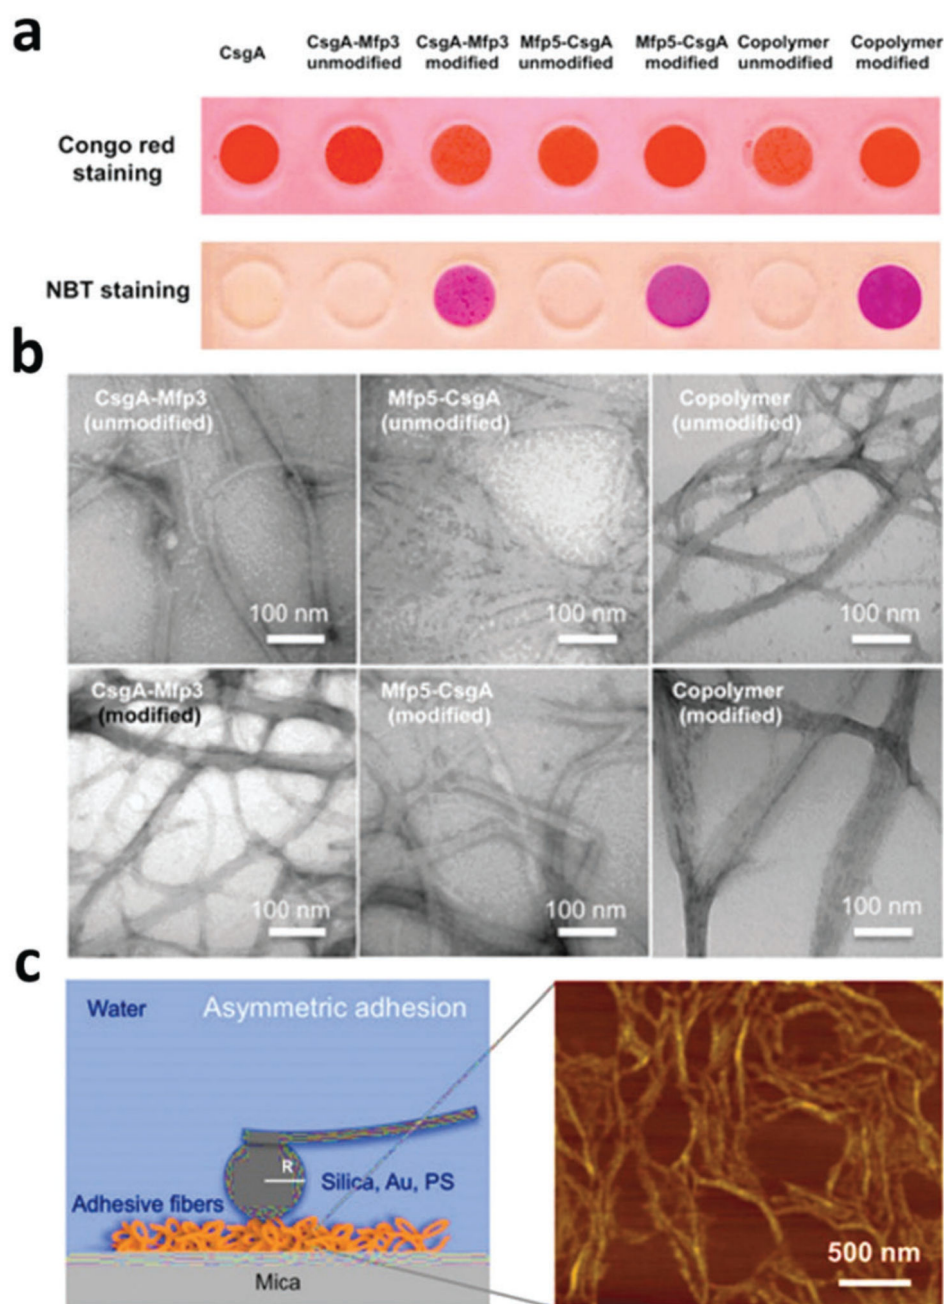 a
CsgA
CsgA-Mfp3
unmodified
CsgA-Mfp3
modified
Mfp5-CsgA
unmodified
Mfp5-CsgA
modified
Copolymer
unmodified
Copolymer
modified
Congo red
staining
NBT staining
b
CsgA-Mfp3
(unmodified)
100 nm
Mfp5-CsgA
(unmodified)
100 nm
Copolymer
(unmodified)
100 nm
CsgA-Mfp3
(modified)
100 nm
Mfp5-CsgA
(modified)
100 nm
Copolymer
(modified)
100 nm
c
Water
Asymmetric adhesion
R
Silica, Au, PS
Adhesive fibers
Mica
500 nm